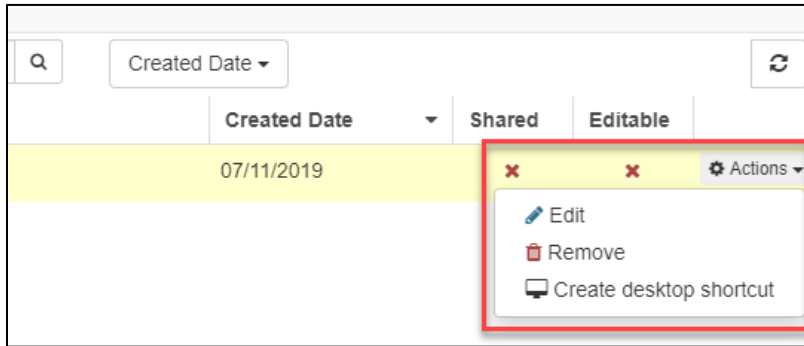 Created Date
Created Date Shared Editable
07/11/2019 Actions
Edit
Remove
Create desktop shortcut